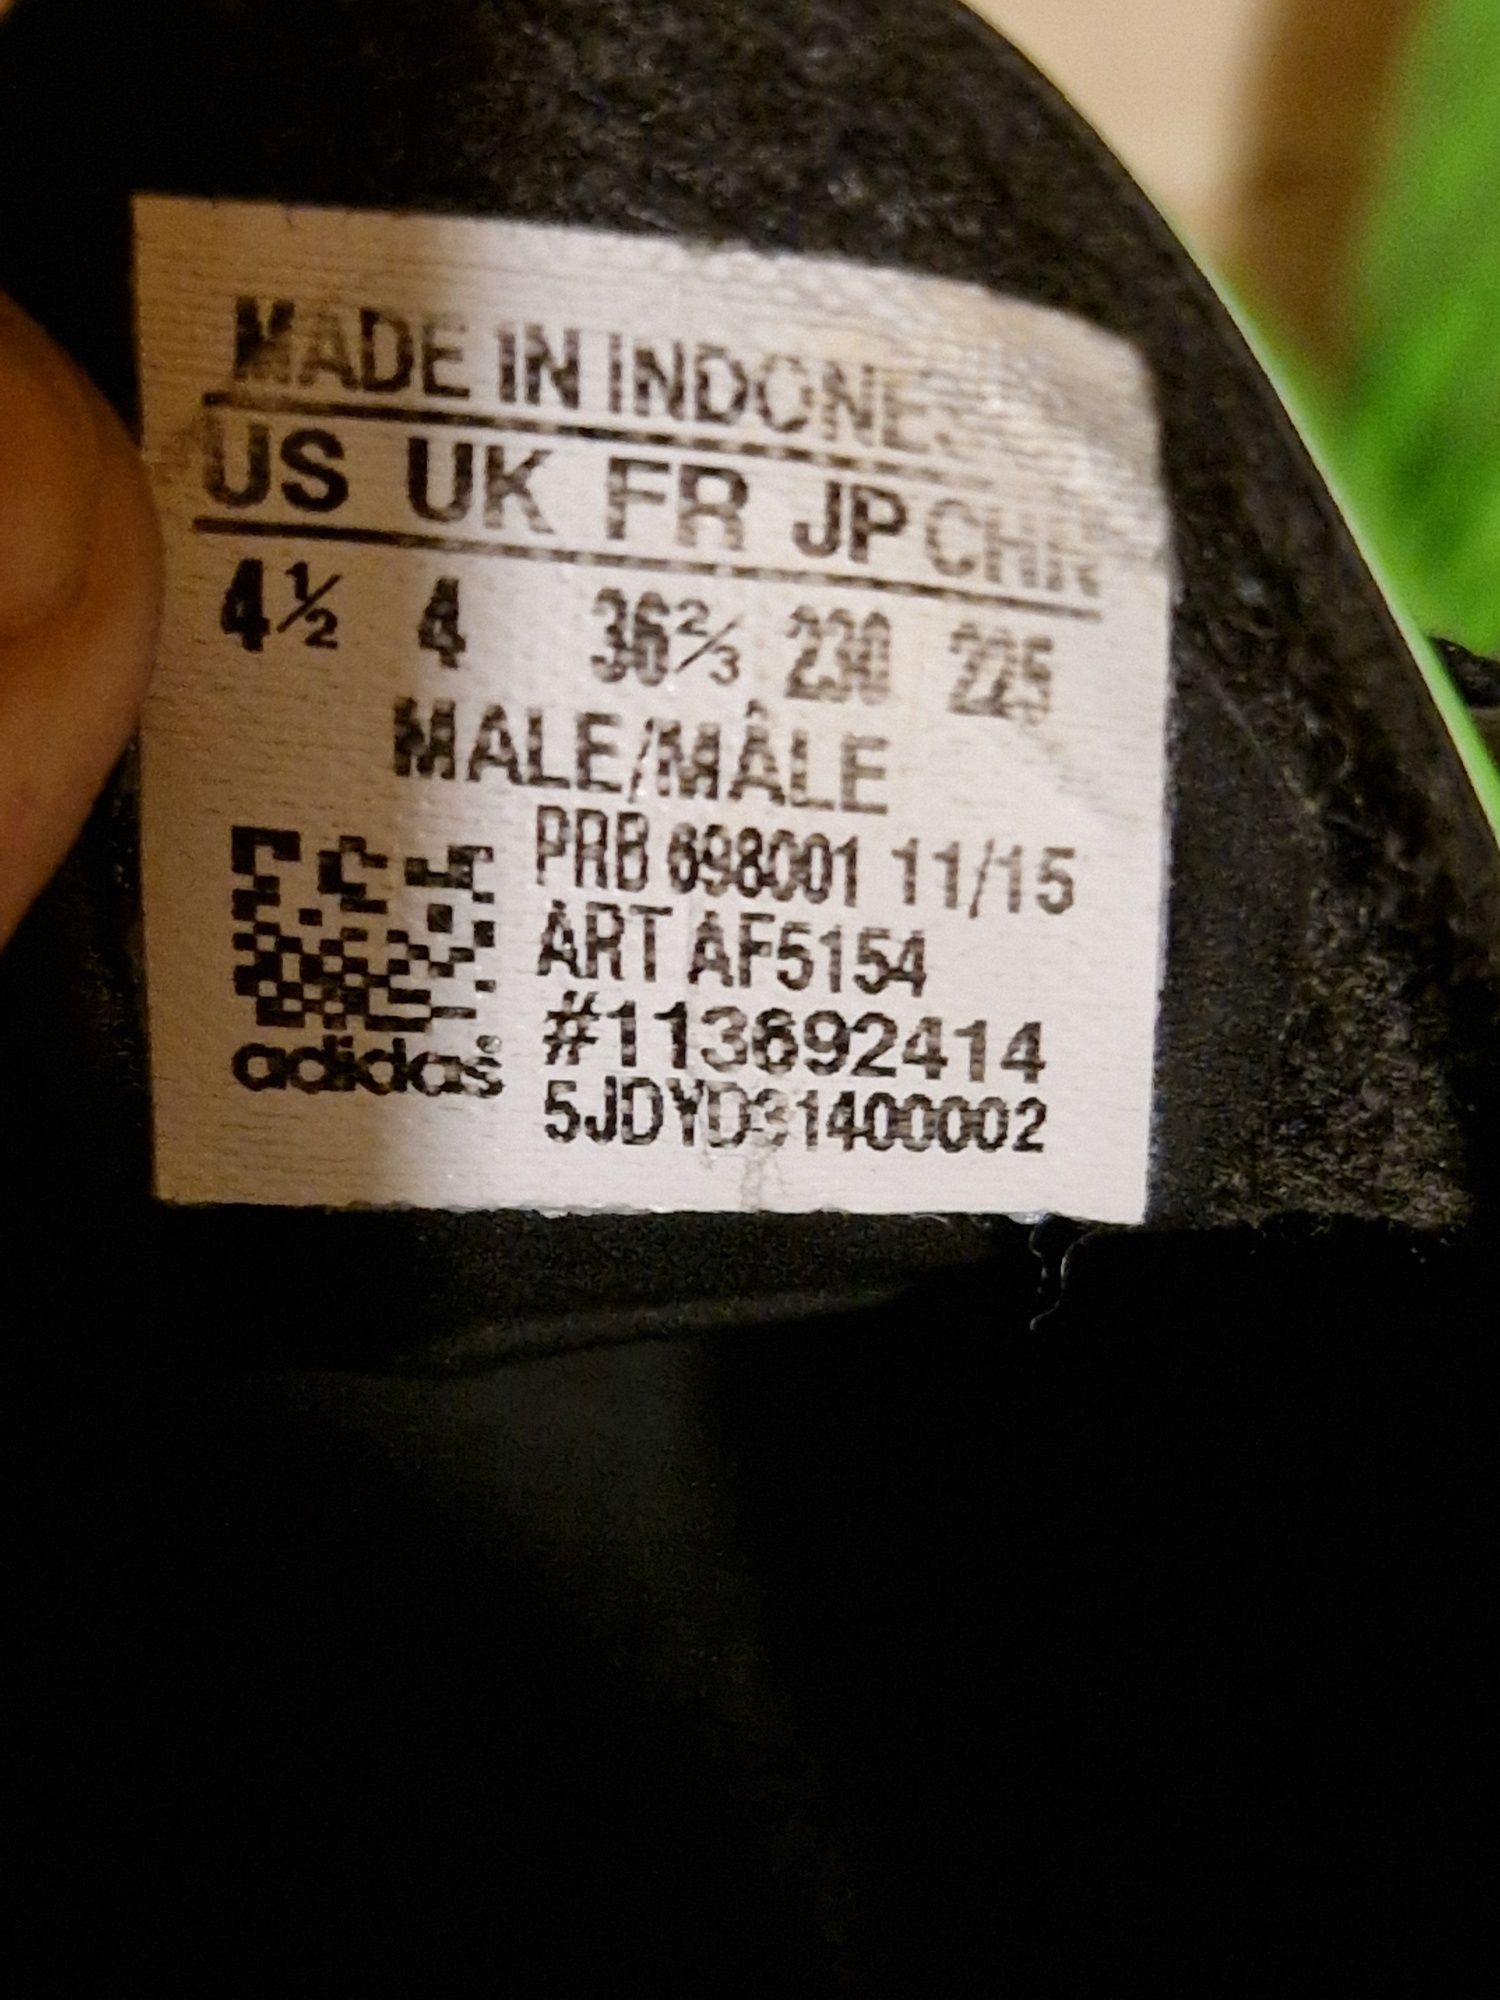 MADE IN INDONES
US UK FR JP CHN
4½ 4 36⅔ 230 225
MALE/MÂLE
PRB 698001 11/15
ART AF5154
#113692414
adidas®
5JDYD31400002